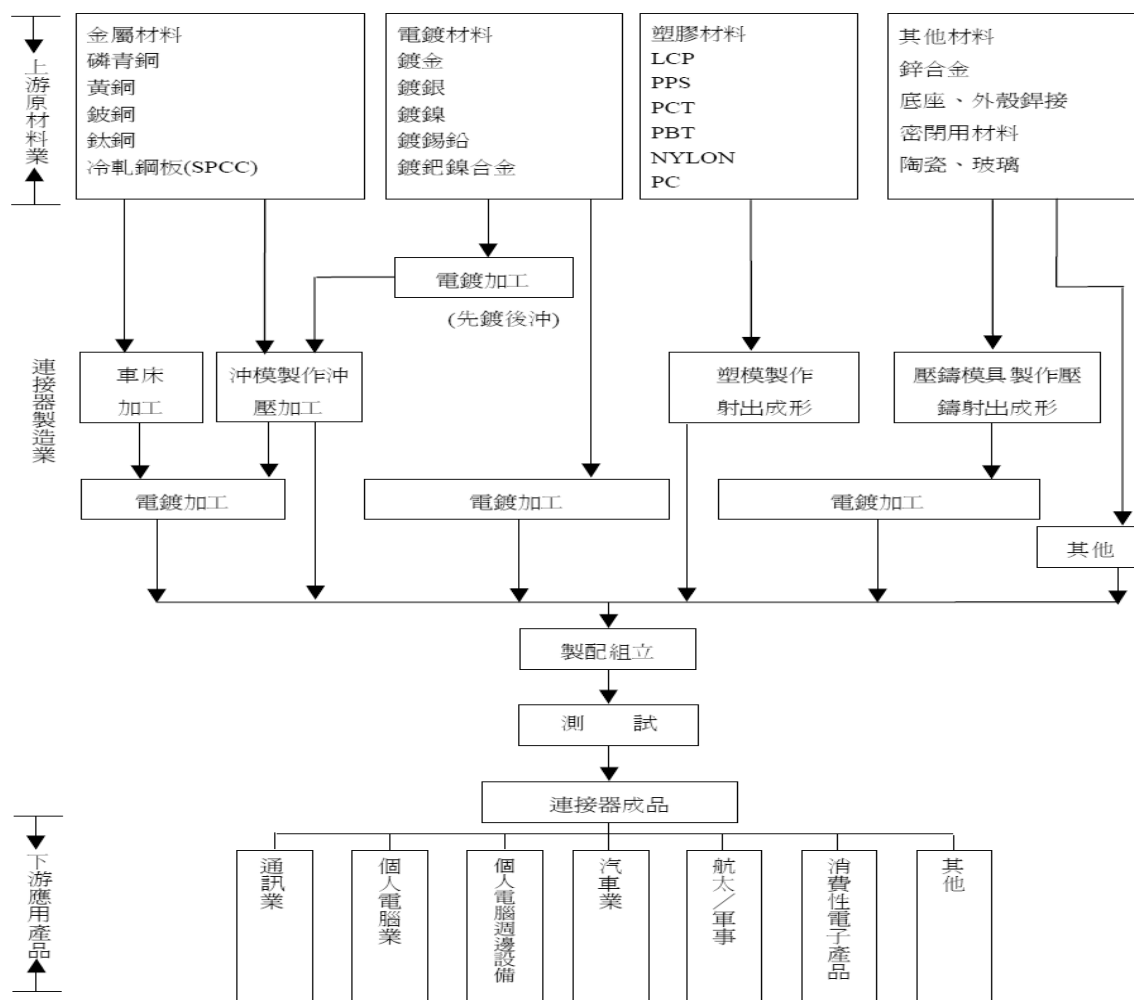 上游原材料業
金屬材料
磷青銅
黃銅
鈹銅
鈦銅
冷軋鋼板(SPCC)
電鍍材料
鍍金
鍍銀
鍍鎳
鍍錫鉛
鍍鈀鎳合金
塑膠材料
LCP
PPS
PCT
PBT
NYLON
PC
其他材料
鋅合金
底座、外殼銲接
密閉用材料
陶瓷、玻璃
連接器製造業
電鍍加工
(先鍍後沖)
車床
加工
沖模製作沖
壓加工
塑模製作
射出成形
壓鑄模具製作壓
鑄射出成形
電鍍加工
電鍍加工
電鍍加工
其他
製配組立
測 試
連接器成品
下游應用產品
通訊業
個人電腦業
個人電腦週邊設備
汽車業
航太／軍事
消費性電子產品
其他